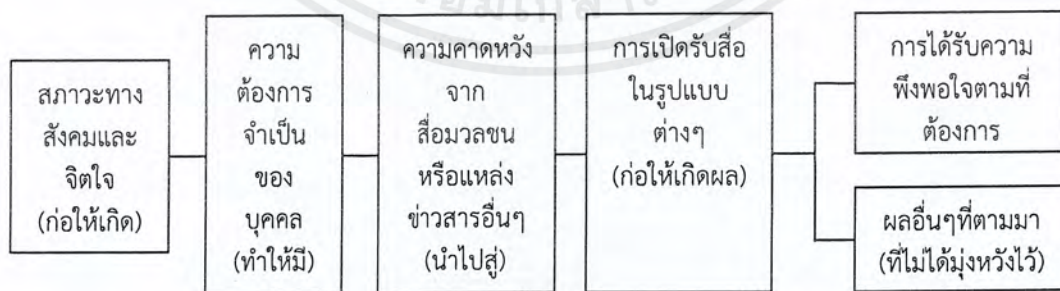 สภาวะทาง
สังคมและ
จิตใจ
(ก่อให้เกิด)
ความ
ต้องการ
จำเป็น
ของ
บุคคล
(ทำให้มี)
ความคาดหวัง
จาก
สื่อมวลชน
หรือแหล่ง
ข่าวสารอื่นๆ
(นำไปสู่)
การเปิดรับสื่อ
ในรูปแบบ
ต่างๆ
(ก่อให้เกิดผล)
การได้รับความ
พึงพอใจตามที่
ต้องการ
ผลอื่นๆที่ตามมา
(ที่ไม่ได้มุ่งหวังไว้)